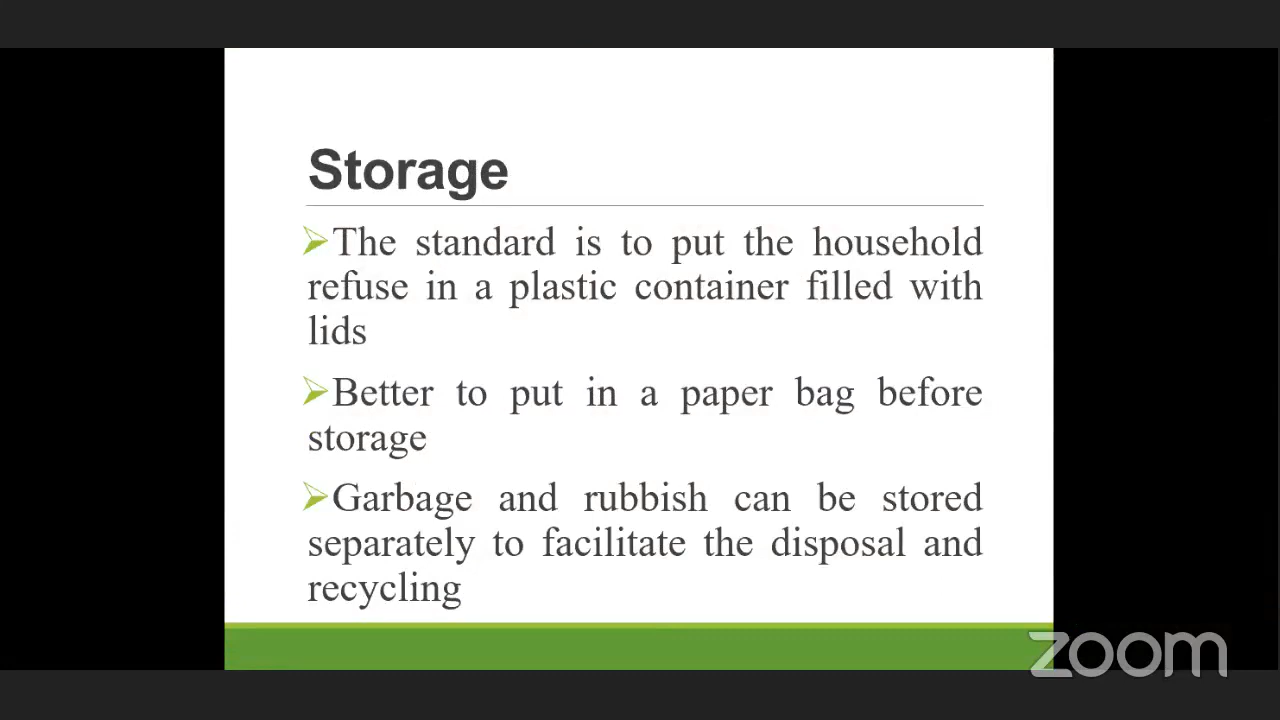 Storage
The standard is to put the household
refuse in a plastic container filled with
lids
Better to put in a paper bag before
storage
Garbage and rubbish can be stored
separately to facilitate the disposal and
recycling
zoom